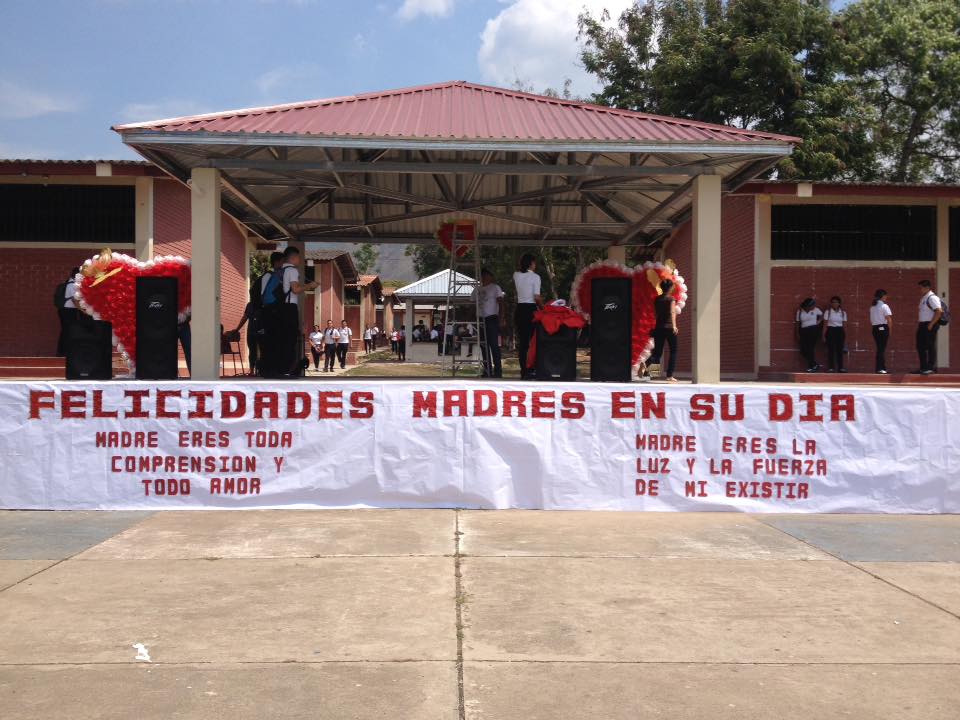 FELICIDADES MADRES EN SU DIA
MADRE ERES TODA
COMPRENSION Y
TODO AMOR
MADRE ERES LA
LUZ Y LA FUERZA
DE MI EXISTIR
PEAVEY